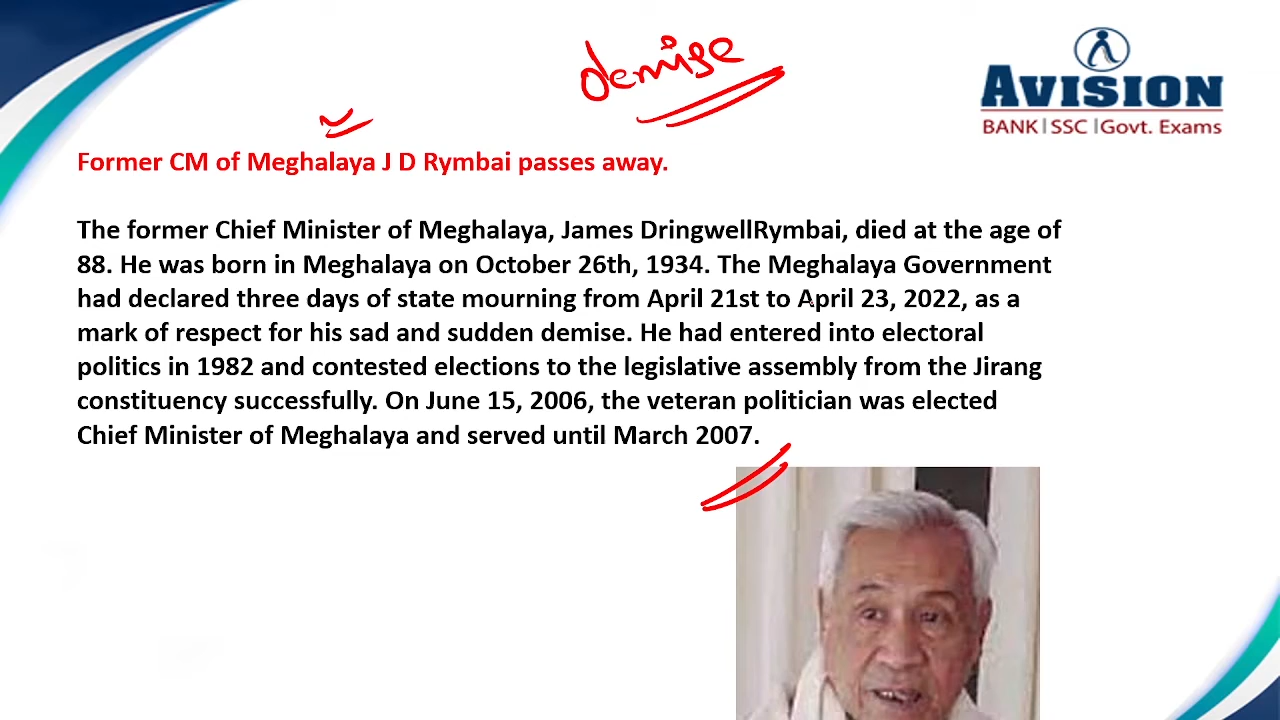 demise
AVISION
BANK|SSC|Govt. Exams
Former CM of Meghalaya J D Rymbai passes away.
The former Chief Minister of Meghalaya, James DringwellRymbai, died at the age of
88. He was born in Meghalaya on October 26th, 1934. The Meghalaya Government
had declared three days of state mourning from April 21st to April 23, 2022, as a
mark of respect for his sad and sudden demise. He had entered into electoral
politics in 1982 and contested elections to the legislative assembly from the Jirang
constituency successfully. On June 15, 2006, the veteran politician was elected
Chief Minister of Meghalaya and served until March 2007.